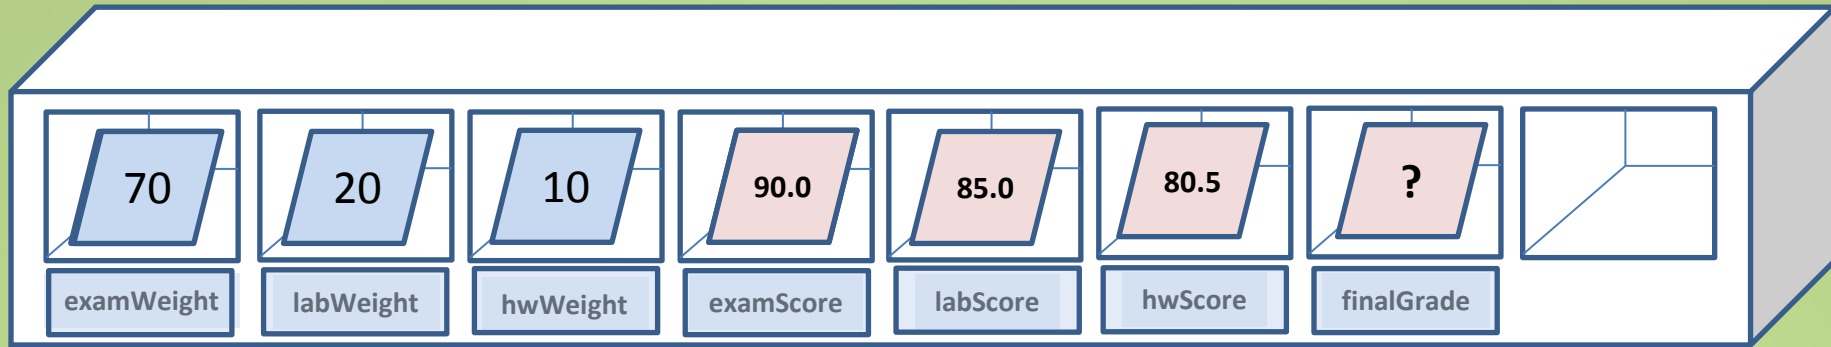 70 20 10 90.0 85.0 80.5 ?
examWeight labWeight hwWeight examScore labScore hwScore finalGrade